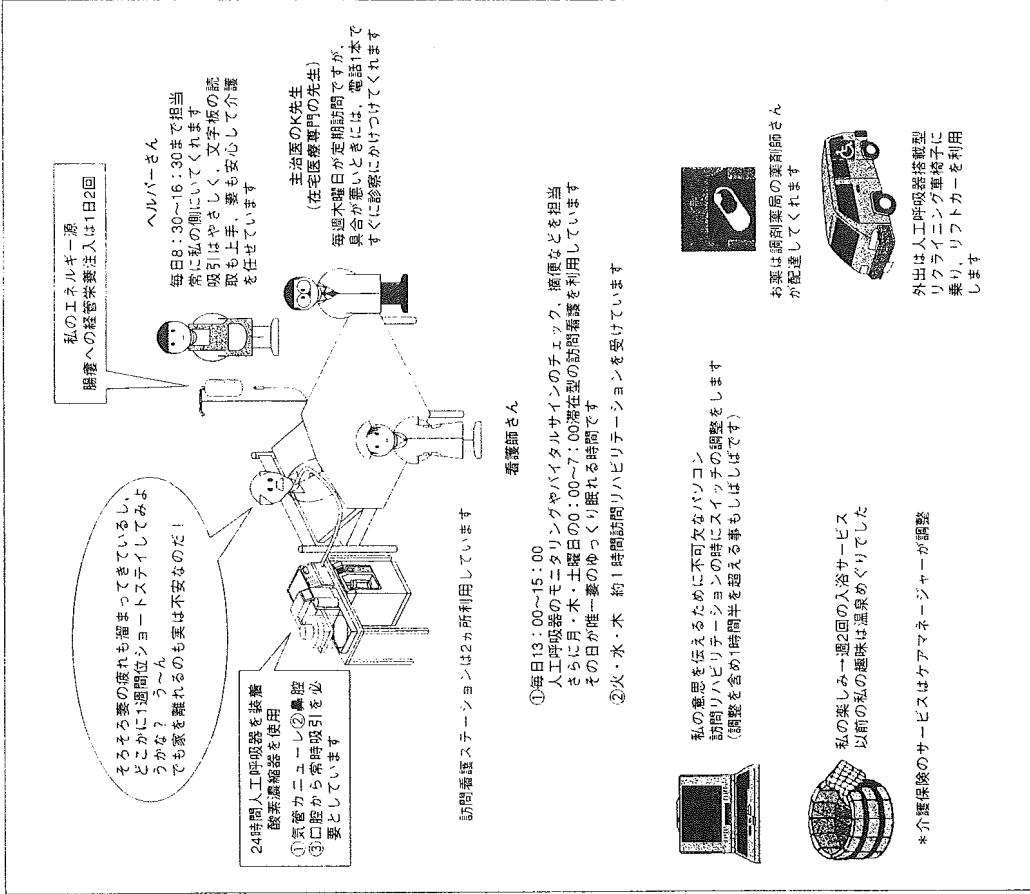 そろそろ妻の疲れも溜まってきているし、
どこかに1週間位ショートステイしてみよ
うかな？　う～ん
でも家を離れるのも実は不安なのだ！
私のエネルギー源
腸瘻への経管栄養注入は1日2回
ヘルパーさん
毎日8：30～16：30まで担当
常に私の側にいてくれます
吸引はやさしく、文字板の読
取も上手、妻も安心して介護
を任せています
主治医のK先生
(在宅医療専門の先生)
毎週木曜日が定期訪問ですが、
具合が悪いときには、電話1本で
すぐに診察にかけつけてくれます
24時間人工呼吸器を装着
酸素濃縮器を使用
①気管カニューレ②鼻腔
③口腔から常時吸引を必
要としています
訪問看護ステーションは2ヵ所利用しています
看護師さん
①毎日13：00～15：00
人工呼吸器のモニタリングやバイタルサインのチェック、摘便などを担当
さらに月・木・土曜日の0：00～7：00滞在型の訪問看護を利用しています
その日が唯一妻のゆっくり眠れる時間です
②火・水・木　約1時間訪問リハビリテーションを受けています
私の意思を伝えるために不可欠なパソコン
訪問リハビリテーションの時にスイッチの調整をします
(調整を含め1時間半を超える事もしばしばです)
お薬は調剤薬局の薬剤師さん
が配達してくれます
私の楽しみ→週2回の入浴サービス
以前の私の趣味は温泉めぐりでした
外出は人工呼吸器搭載型
リクライニング車椅子に
乗り、リフトカーを利用
します
＊介護保険のサービスはケアマネージャーが調整